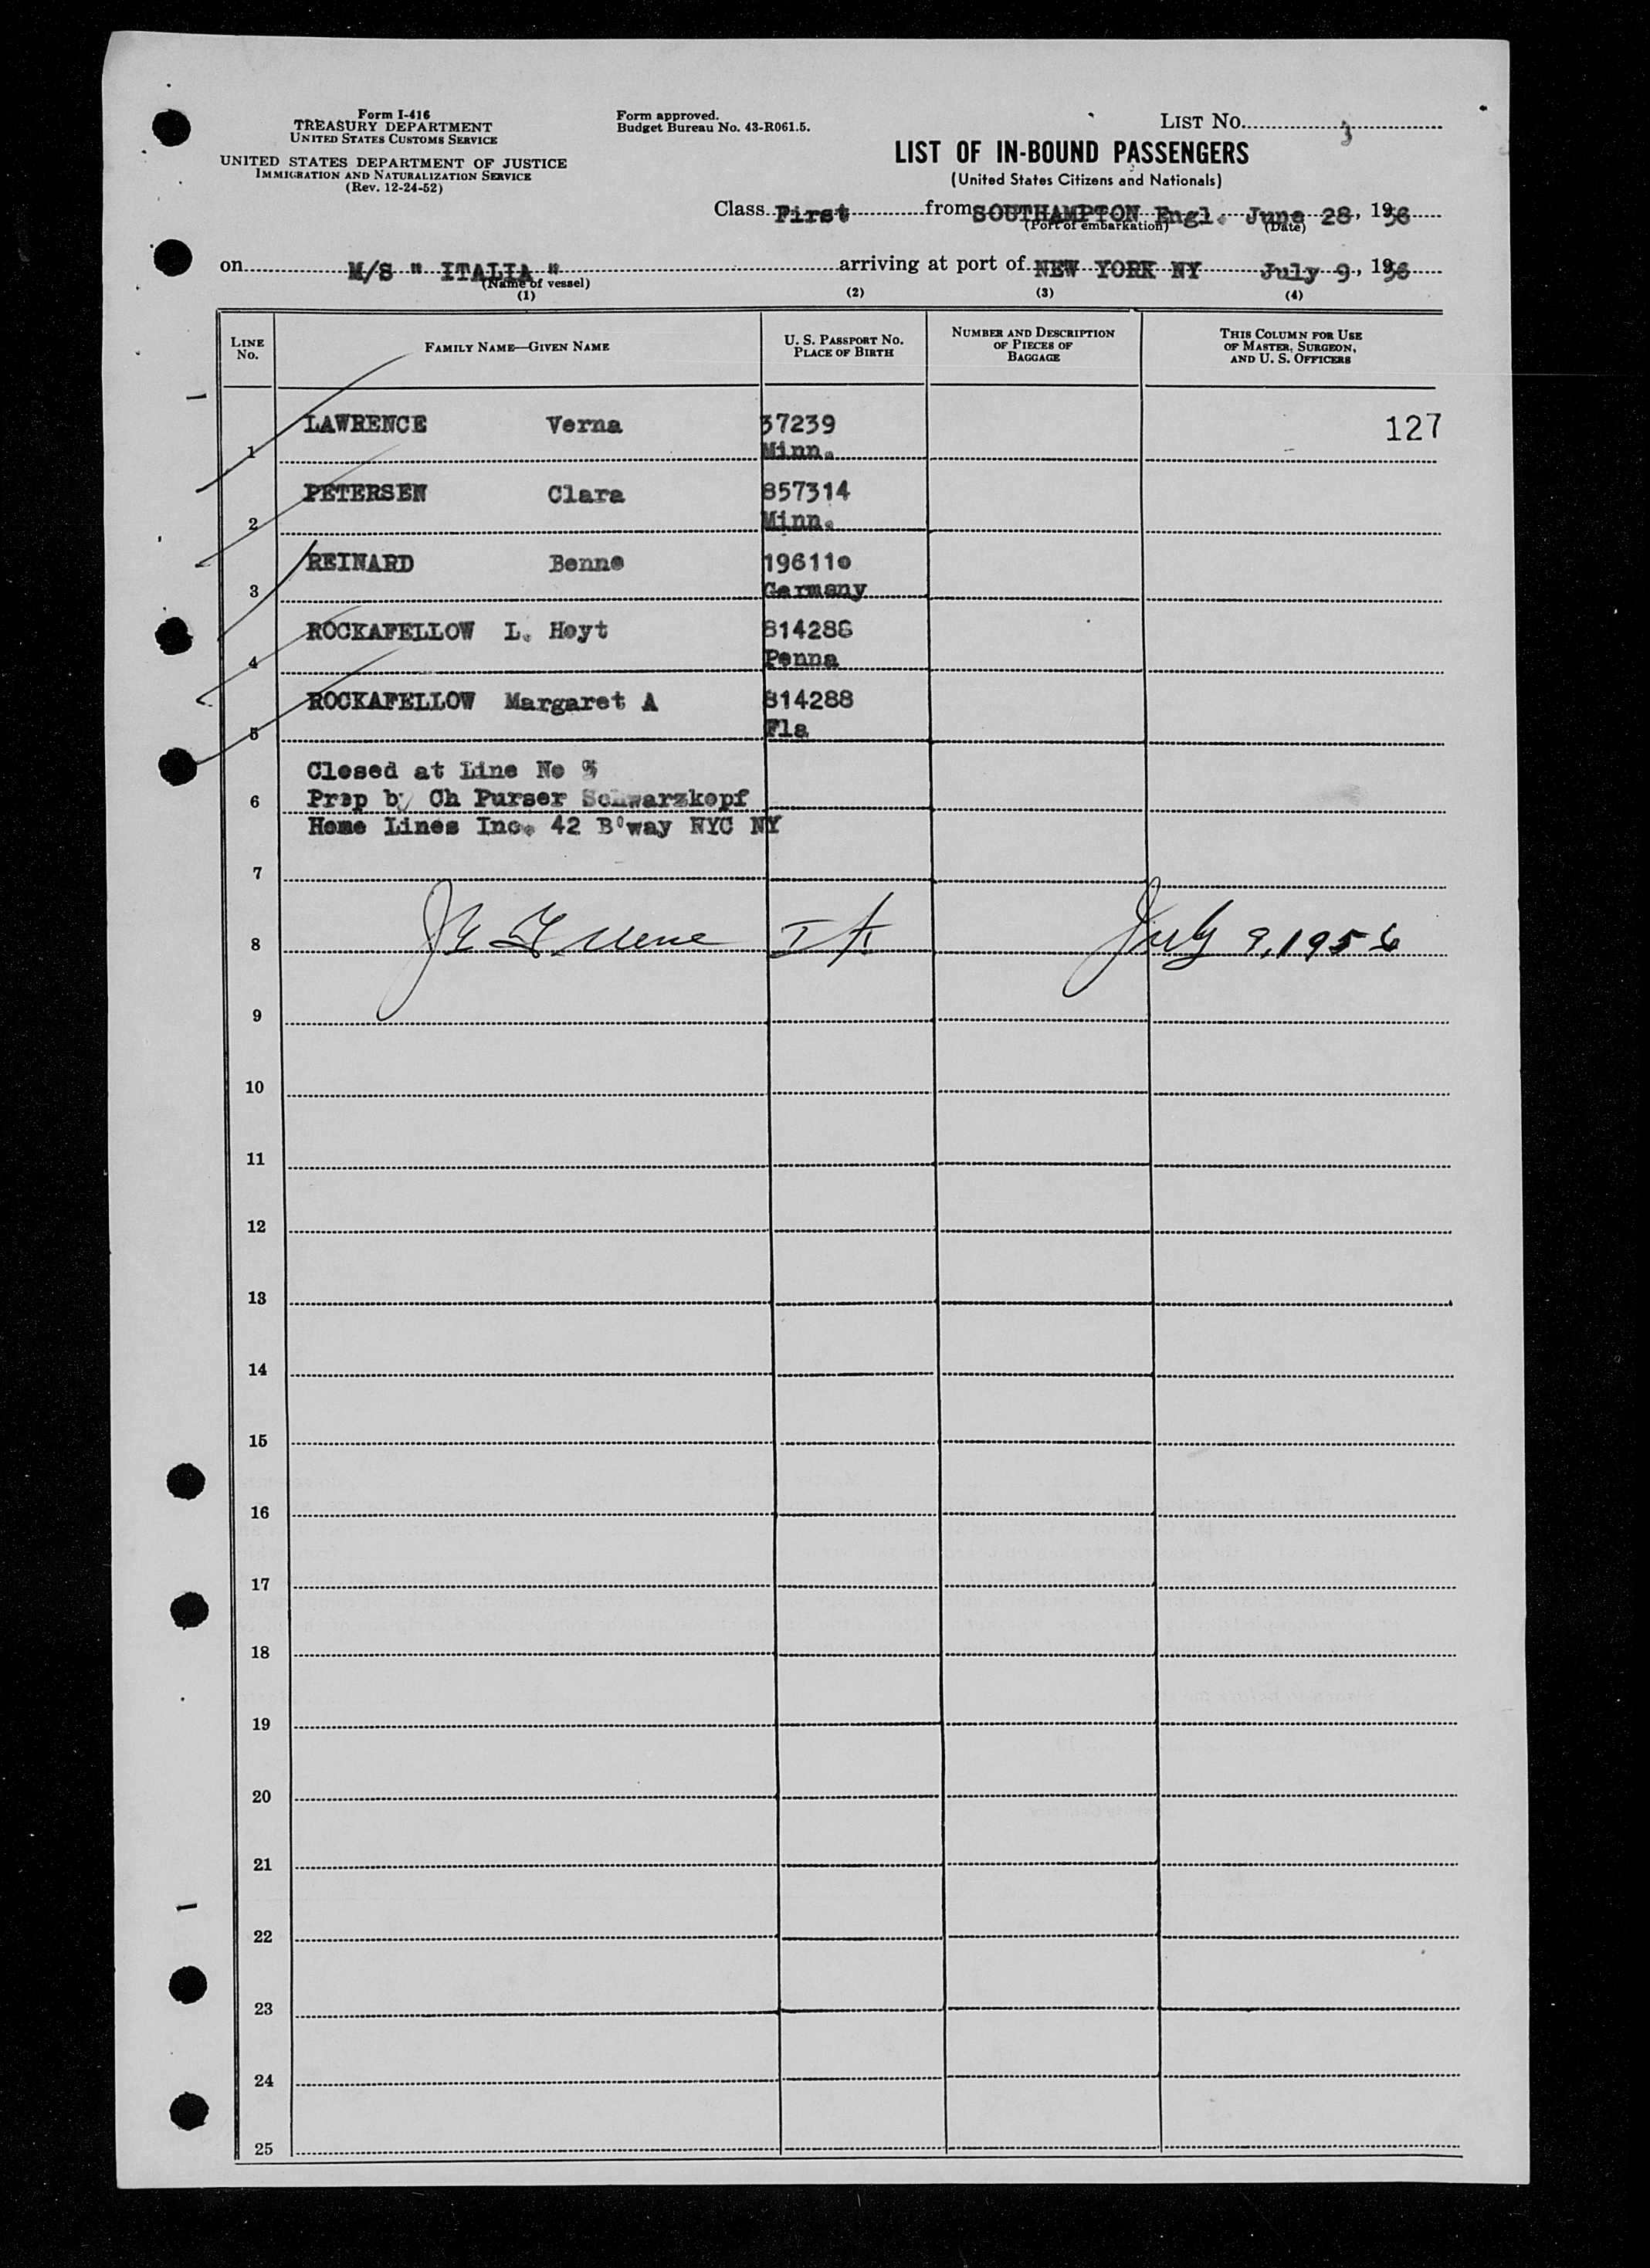 Form I-416
TREASURY DEPARTMENT
UNITED STATES CUSTOMS SERVICE
UNITED STATES DEPARTMENT OF JUSTICE
IMMIGRATION AND NATURALIZATION SERVICE
(Rev. 12-24-52)
Form approved.
Budget Bureau No. 43-R061.5.
LIST NO. 3
LIST OF IN-BOUND PASSENGERS
(United States Citizens and Nationals)
Class First from SOUTHAMPTON Engl. June 28, 1956
(Port of embarkation) (Date)
on M/S " ITALIA " arriving at port of NEW YORK NY July 9, 1956
(Name of vessel)
(1) (2) (3) (4)
LINE NO. FAMILY NAME—GIVEN NAME U. S. PASSPORT NO. PLACE OF BIRTH NUMBER AND DESCRIPTION OF PIECES OF BAGGAGE THIS COLUMN FOR USE OF MASTER, SURGEON, AND U. S. OFFICERS
LAWRENCE Verna 37239 127
1 Minn.
PETERSEN Clara 857314
2 Minn.
REINARD Benno 196110
3 Germany
ROCKAFELLOW L. Hoyt 814286
4 Penna
ROCKAFELLOW Margaret A 814288
5 Fla
Closed at Line No 5
6 Prep by Ch Purser Schwarzkopf
Home Lines Inc. 42 B'way NYC NY
7
8 July 9, 1956
9
10
11
12
13
14
15
16
17
18
19
20
21
22
23
24
25